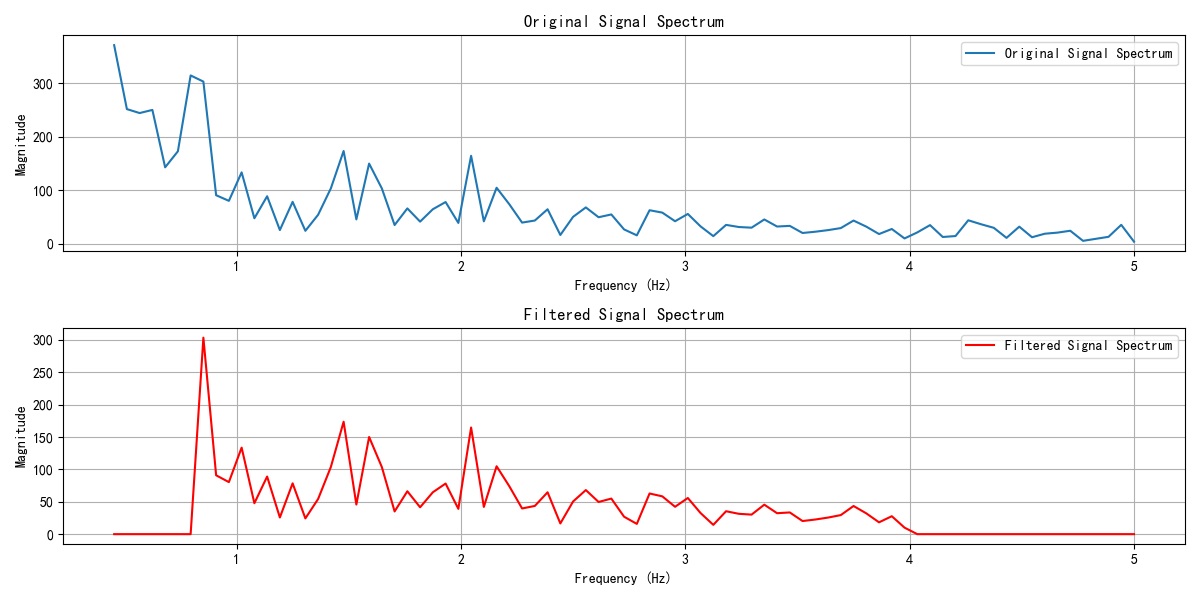 Original Signal Spectrum
Original Signal Spectrum
Magnitude
300
200
100
0
1 2 3 4 5
Frequency (Hz)
Filtered Signal Spectrum
Filtered Signal Spectrum
Magnitude
300
250
200
150
100
50
0
1 2 3 4 5
Frequency (Hz)